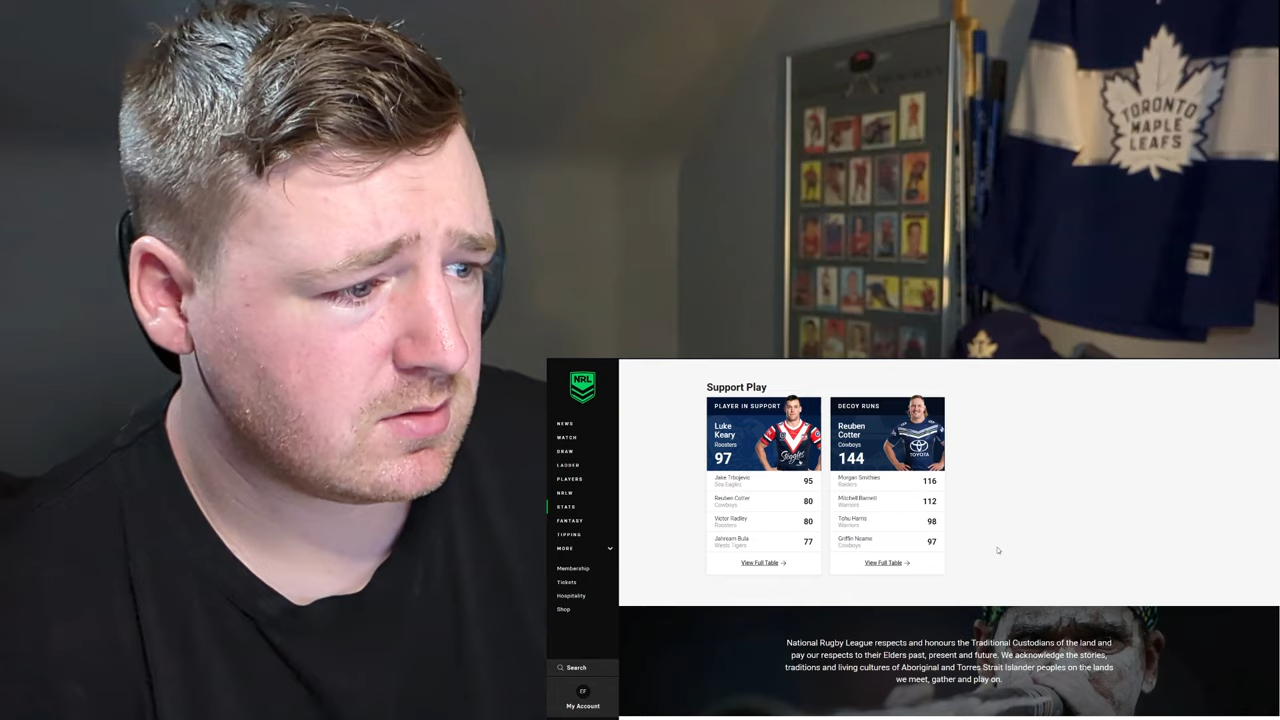 TORONTO
MAPLE
LEAFS
NRL
NEWS
WATCH
DRAW
LADDER
PLAYERS
NRLW
STATS
FANTASY
TIPPING
MORE
Membership
Tickets
Hospitality
Shop
Search
EF
My Account
Support Play
PLAYER IN SUPPORT
Luke
Keary
Roosters
97
Steggles
Jake Trbojevic
Sea Eagles
95
Reuben Cotter
Cowboys
80
Victor Radley
Roosters
80
Jahream Bula
Wests Tigers
77
View Full Table
DECOY RUNS
Reuben
Cotter
Cowboys
144
TOYOTA
Morgan Smithies
Raiders
116
Mitchell Barnett
Warriors
112
Tohu Harris
Warriors
98
Griffin Neame
Cowboys
97
View Full Table
National Rugby League respects and honours the Traditional Custodians of the land and
pay our respects to their Elders past, present and future. We acknowledge the stories,
traditions and living cultures of Aboriginal and Torres Strait Islander peoples on the lands
we meet, gather and play on.